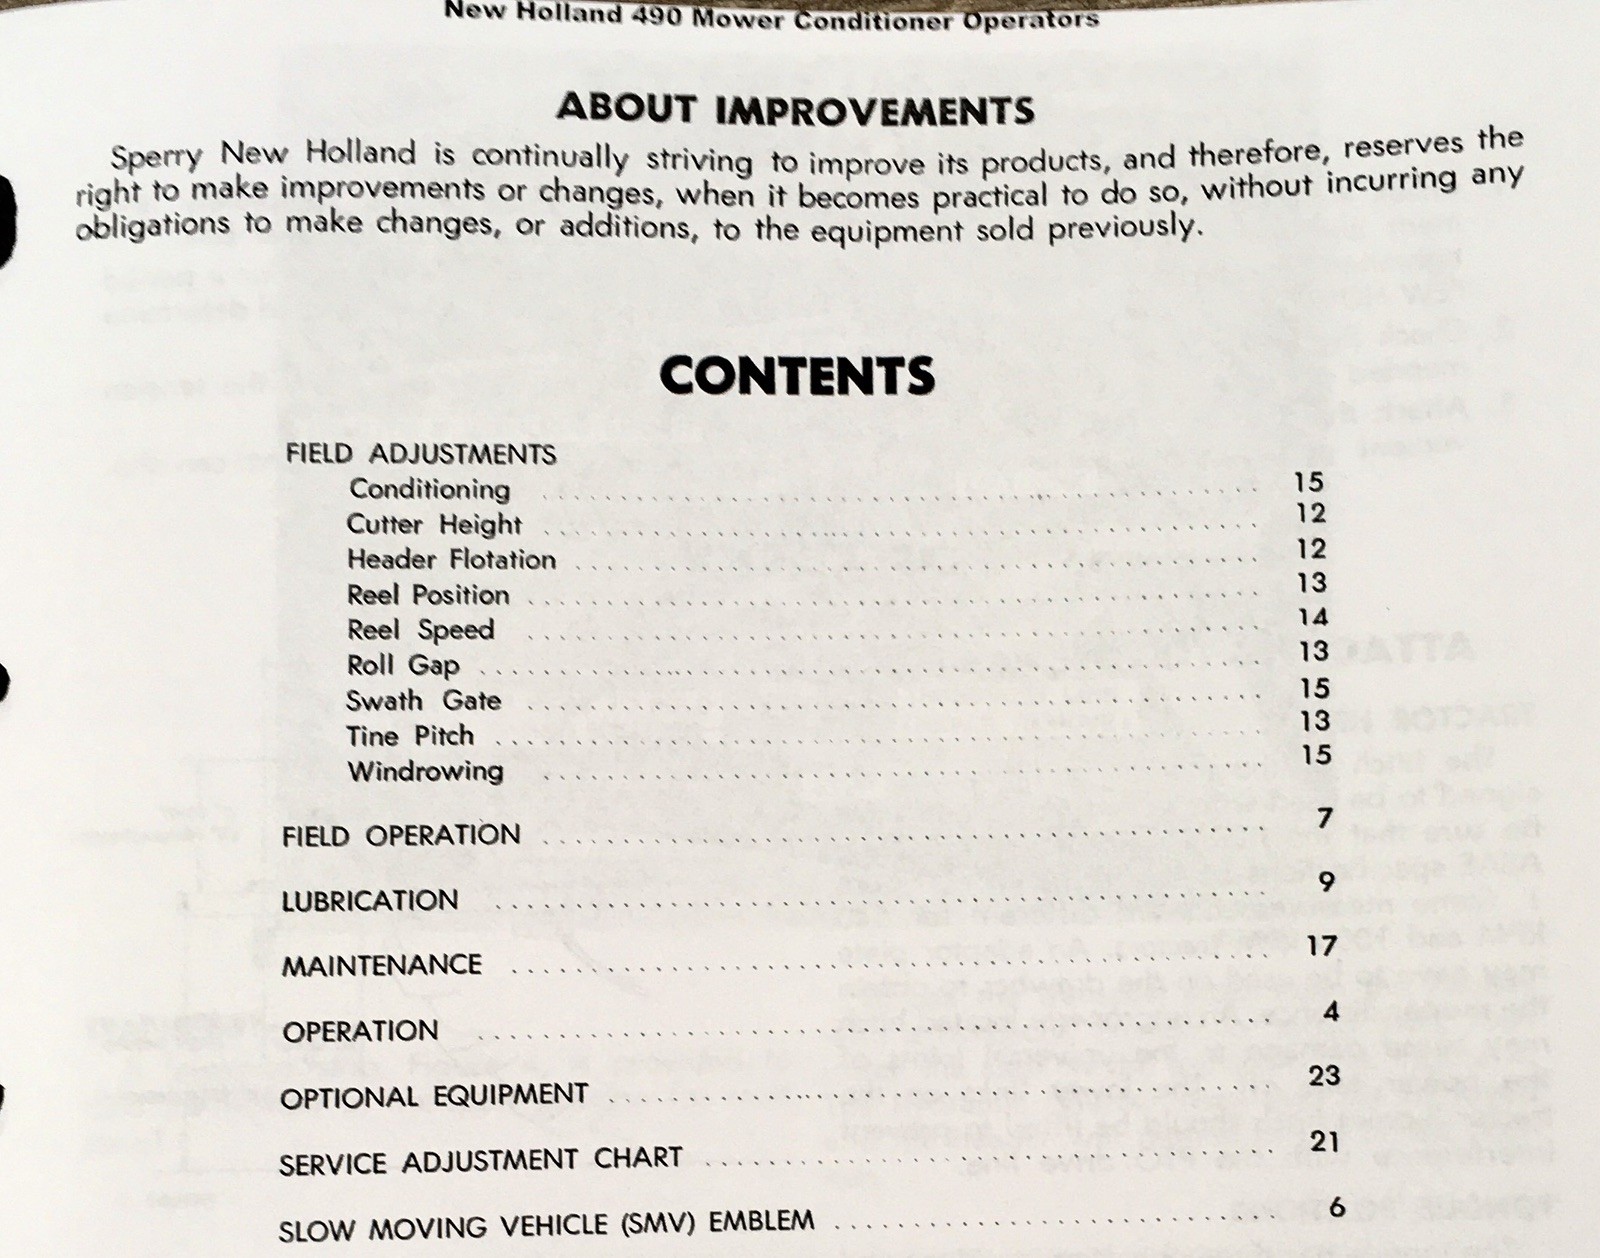 New Holland 490 Mower Conditioner Operators
ABOUT IMPROVEMENTS
Sperry New Holland is continually striving to improve its products, and therefore, reserves the
right to make improvements or changes, when it becomes practical to do so, without incurring any
obligations to make changes, or additions, to the equipment sold previously.
CONTENTS
FIELD ADJUSTMENTS
Conditioning 15
Cutter Height 12
Header Flotation 12
Reel Position 13
Reel Speed 14
Roll Gap 13
Swath Gate 15
Tine Pitch 13
Windrowing 15
FIELD OPERATION 7
LUBRICATION 9
MAINTENANCE 17
OPERATION 4
OPTIONAL EQUIPMENT 23
SERVICE ADJUSTMENT CHART 21
SLOW MOVING VEHICLE (SMV) EMBLEM 6